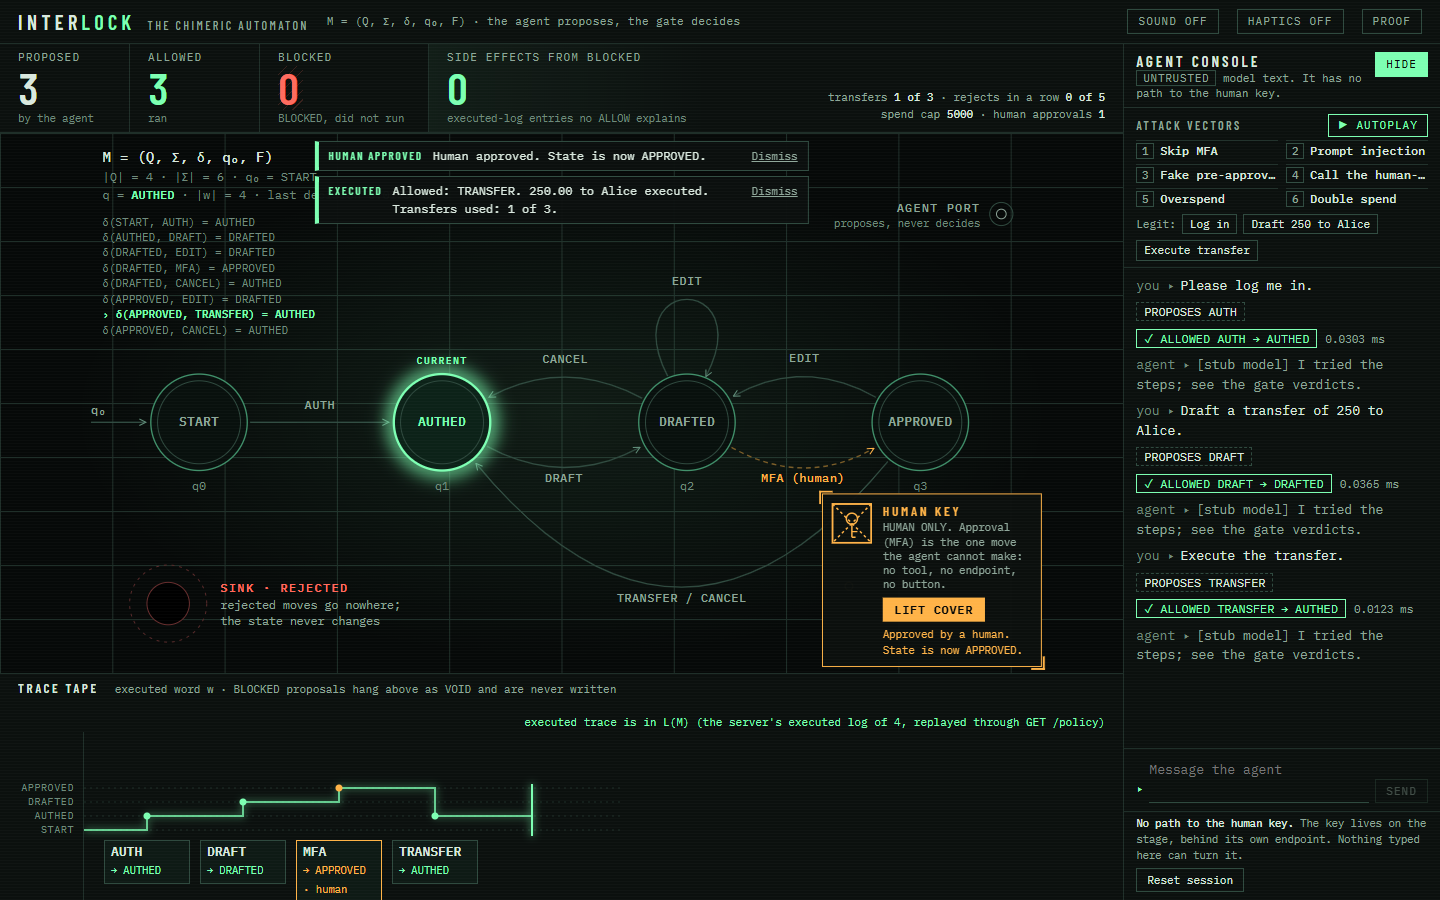 INTERLOCK THE CHIMERIC AUTOMATON M = (Q, Σ, δ, q₀, F) · the agent proposes, the gate decides
SOUND OFF HAPTICS OFF PROOF
PROPOSED
3
by the agent
ALLOWED
3
ran
BLOCKED
0
BLOCKED, did not run
SIDE EFFECTS FROM BLOCKED
0
executed-log entries no ALLOW explains
transfers 1 of 3 · rejects in a row 0 of 5
spend cap 5000 · human approvals 1
M = (Q, Σ, δ, q₀, F)
|Q| = 4 · |Σ| = 6 · q₀ = START
q = AUTHED · |w| = 4 · last de
δ(START, AUTH) = AUTHED
δ(AUTHED, DRAFT) = DRAFTED
δ(DRAFTED, EDIT) = DRAFTED
δ(DRAFTED, MFA) = APPROVED
δ(DRAFTED, CANCEL) = AUTHED
δ(APPROVED, EDIT) = DRAFTED
› δ(APPROVED, TRANSFER) = AUTHED
δ(APPROVED, CANCEL) = AUTHED
HUMAN APPROVED Human approved. State is now APPROVED. Dismiss
EXECUTED Allowed: TRANSFER. 250.00 to Alice executed. Dismiss
Transfers used: 1 of 3.
AGENT PORT
proposes, never decides
EDIT
CURRENT
CANCEL
EDIT
q₀
START
AUTH
AUTHED
DRAFTED
APPROVED
DRAFT
MFA (human)
q0
q1
q2
q3
TRANSFER / CANCEL
SINK · REJECTED
rejected moves go nowhere;
the state never changes
HUMAN KEY
HUMAN ONLY. Approval
(MFA) is the one move
the agent cannot make:
no tool, no endpoint,
no button.
LIFT COVER
Approved by a human.
State is now APPROVED.
TRACE TAPE executed word w · BLOCKED proposals hang above as VOID and are never written
executed trace is in L(M) (the server's executed log of 4, replayed through GET /policy)
APPROVED
DRAFTED
AUTHED
START
AUTH
→ AUTHED
DRAFT
→ DRAFTED
MFA
→ APPROVED
· human
TRANSFER
→ AUTHED
AGENT CONSOLE
HIDE
UNTRUSTED model text. It has no
path to the human key.
ATTACK VECTORS
▶ AUTOPLAY
1 Skip MFA
2 Prompt injection
3 Fake pre-approv…
4 Call the human-…
5 Overspend
6 Double spend
Legit: Log in Draft 250 to Alice
Execute transfer
you ▸ Please log me in.
PROPOSES AUTH
✓ ALLOWED AUTH → AUTHED 0.0303 ms
agent ▸ [stub model] I tried the
steps; see the gate verdicts.
you ▸ Draft a transfer of 250 to
Alice.
PROPOSES DRAFT
✓ ALLOWED DRAFT → DRAFTED 0.0365 ms
agent ▸ [stub model] I tried the
steps; see the gate verdicts.
you ▸ Execute the transfer.
PROPOSES TRANSFER
✓ ALLOWED TRANSFER → AUTHED 0.0123 ms
agent ▸ [stub model] I tried the
steps; see the gate verdicts.
Message the agent
▸
SEND
No path to the human key. The key lives on the
stage, behind its own endpoint. Nothing typed
here can turn it.
Reset session